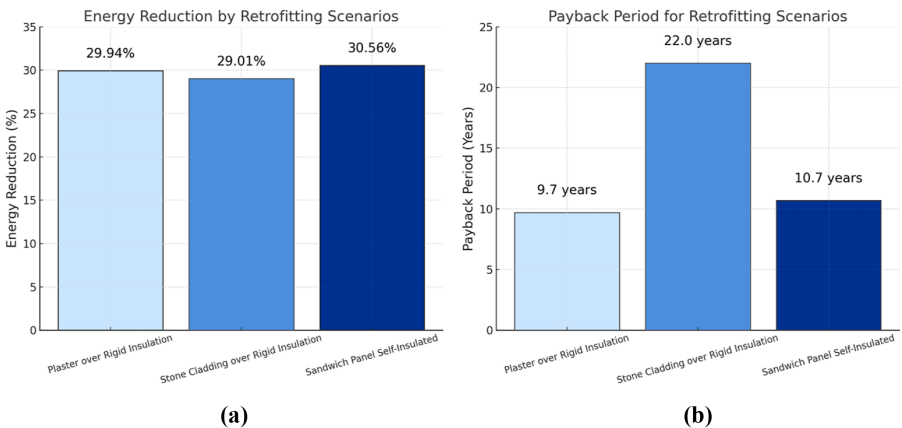 Energy Reduction by Retrofitting Scenarios
Energy Reduction (%)
35
30
25
20
15
10
5
0
29.94%
29.01%
30.56%
Plaster over Rigid Insulation
Stone Cladding over Rigid Insulation
Sandwich Panel Self-Insulated
(a)
Payback Period for Retrofitting Scenarios
Payback Period (Years)
25
20
15
10
5
0
9.7 years
22.0 years
10.7 years
Plaster over Rigid Insulation
Stone Cladding over Rigid Insulation
Sandwich Panel Self-Insulated
(b)